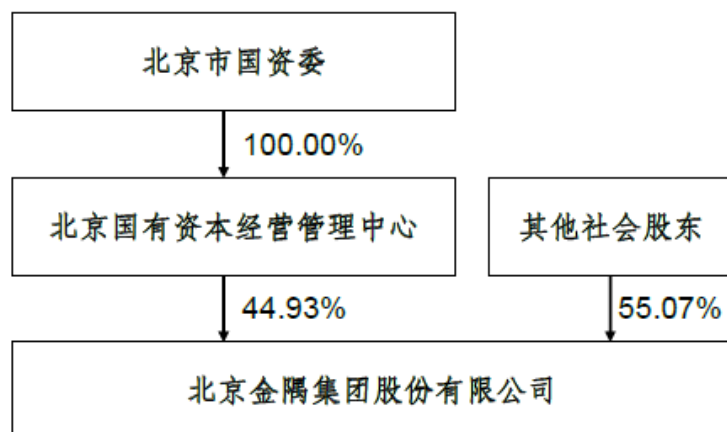 北京市国资委
100.00%
北京国有资本经营管理中心
其他社会股东
44.93%
55.07%
北京金隅集团股份有限公司